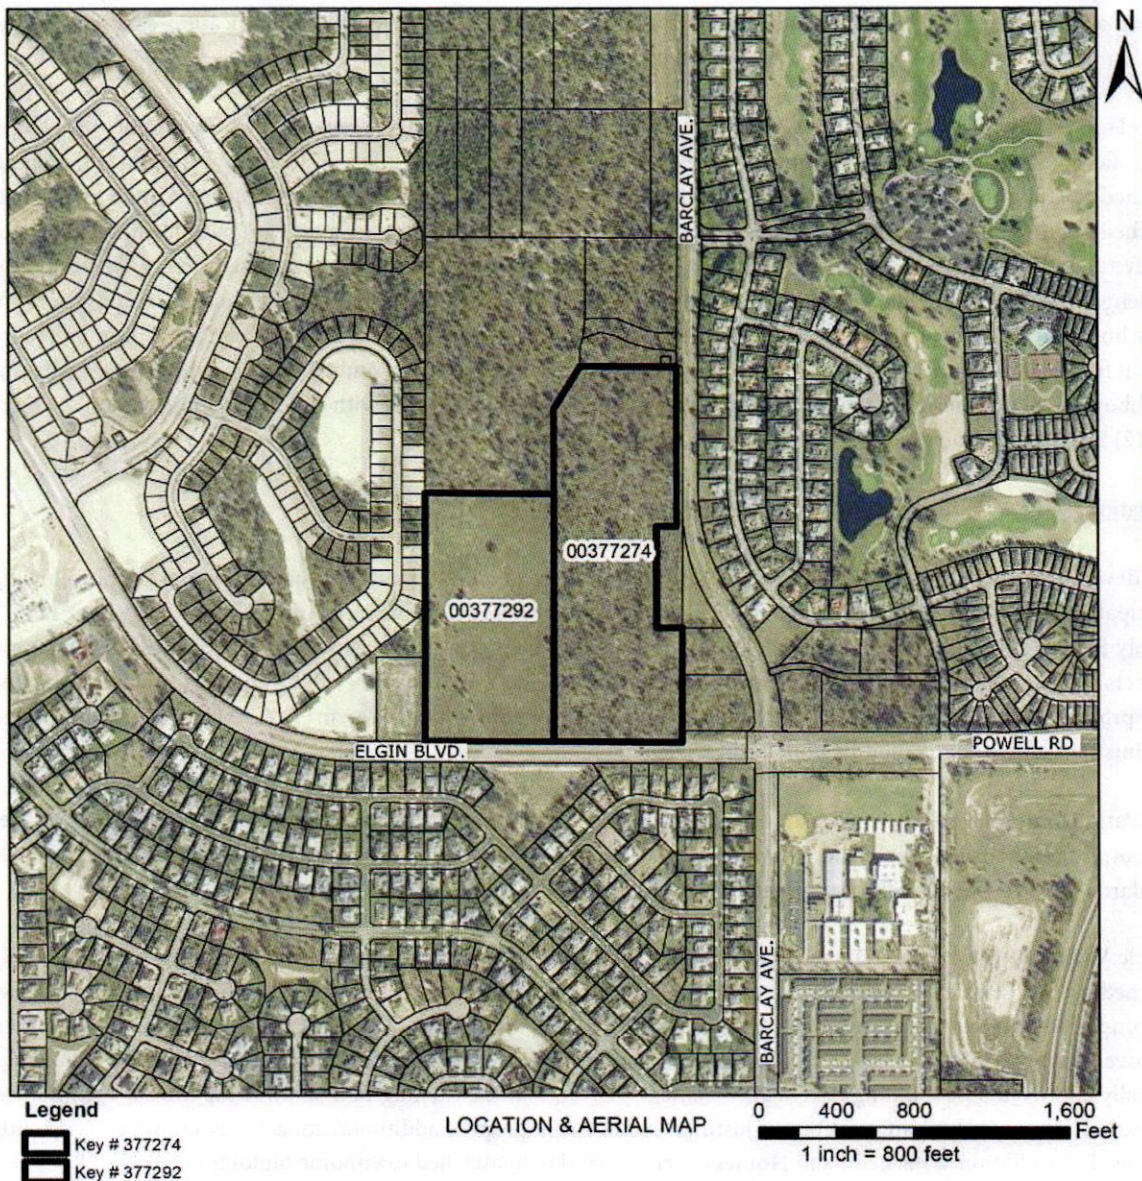 N
BARCLAY AVE.
00377274
00377292
ELGIN BLVD.
POWELL RD
BARCLAY AVE.
Legend
Key # 377274
Key # 377292
LOCATION & AERIAL MAP
0 400 800 1,600
Feet
1 inch = 800 feet